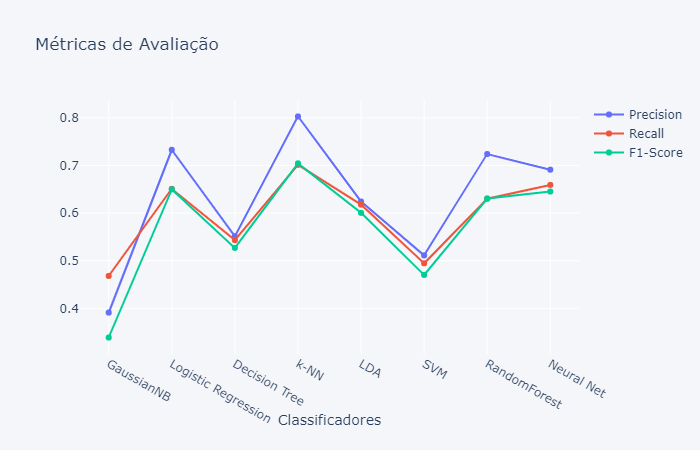 Métricas de Avaliação
0.8
0.7
0.6
0.5
0.4
Precision
Recall
F1-Score
GaussianNB
Logistic Regression
Decision Tree
k-NN
LDA
SVM
RandomForest
Neural Net
Classificadores